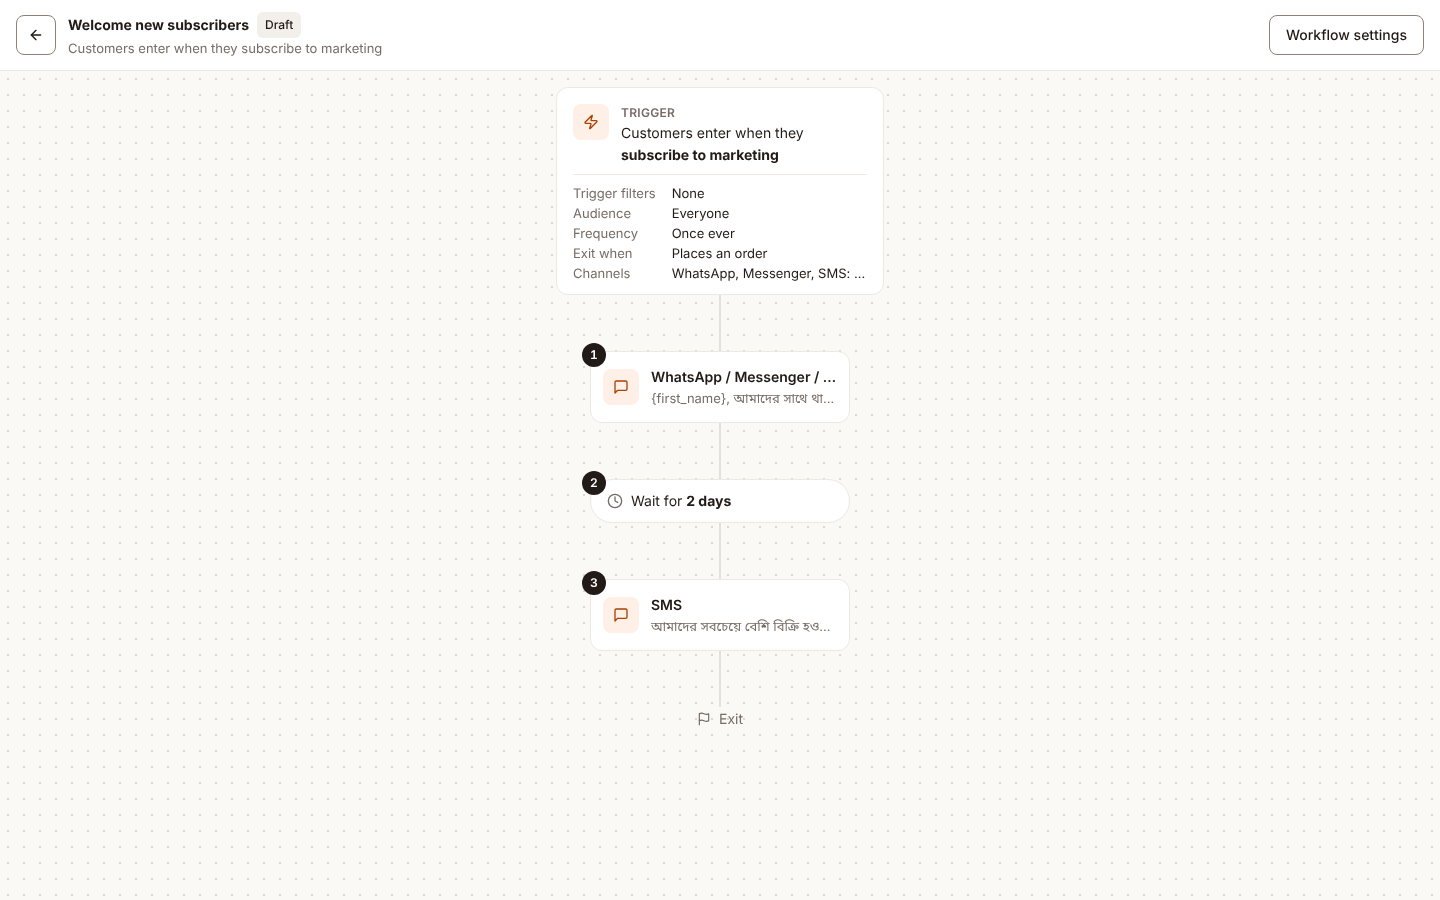 Welcome new subscribers Draft
Customers enter when they subscribe to marketing
Workflow settings
TRIGGER
Customers enter when they
subscribe to marketing
Trigger filters None
Audience Everyone
Frequency Once ever
Exit when Places an order
Channels WhatsApp, Messenger, SMS: ...
1
WhatsApp / Messenger / ...
{first_name}, আমাদের সাথে থা...
2
Wait for 2 days
3
SMS
আমাদের সবচেয়ে বেশি বিক্রি হও...
Exit